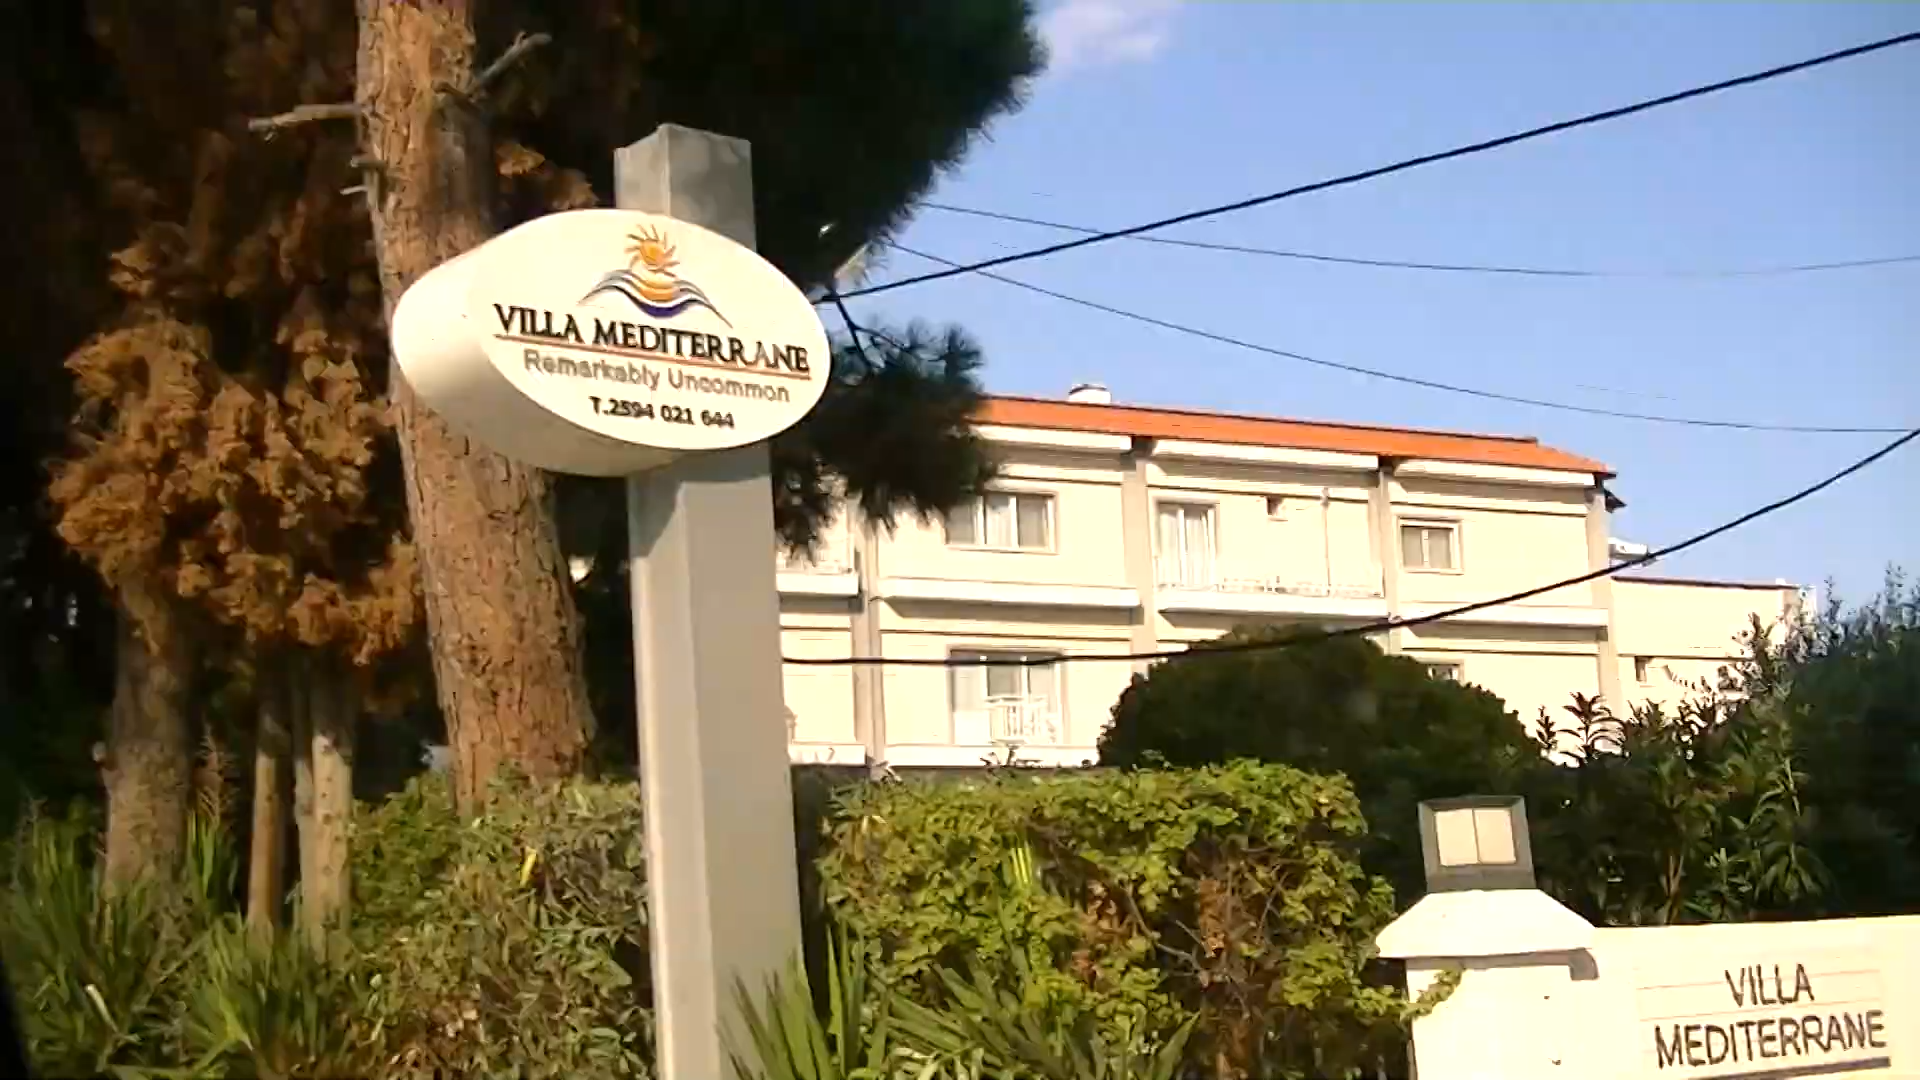 VILLA MEDITERRANE
Remarkably Uncommon
T.2594 021 644
VILLA
MEDITERRANE